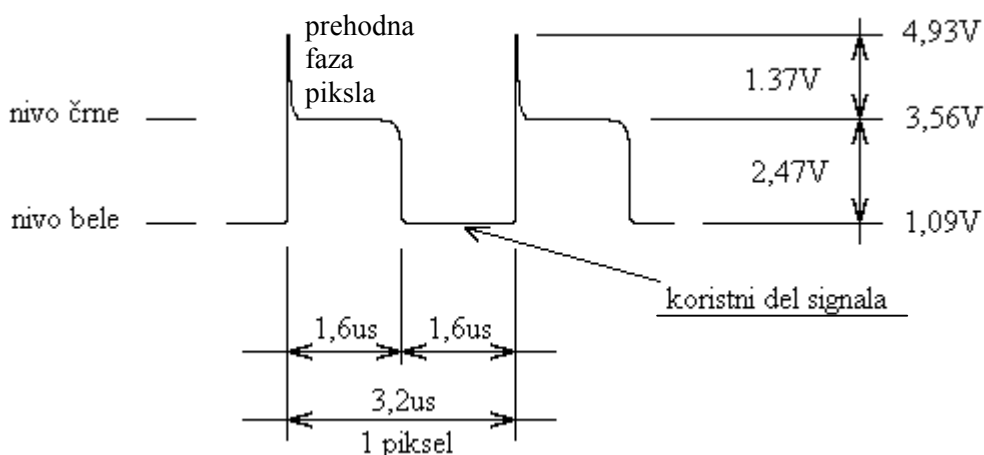 prehodna
faza
piksla
4,93V
1.37V
nivo črne
3,56V
2,47V
nivo bele
1,09V
koristni del signala
1,6us
1,6us
3,2us
1 piksel